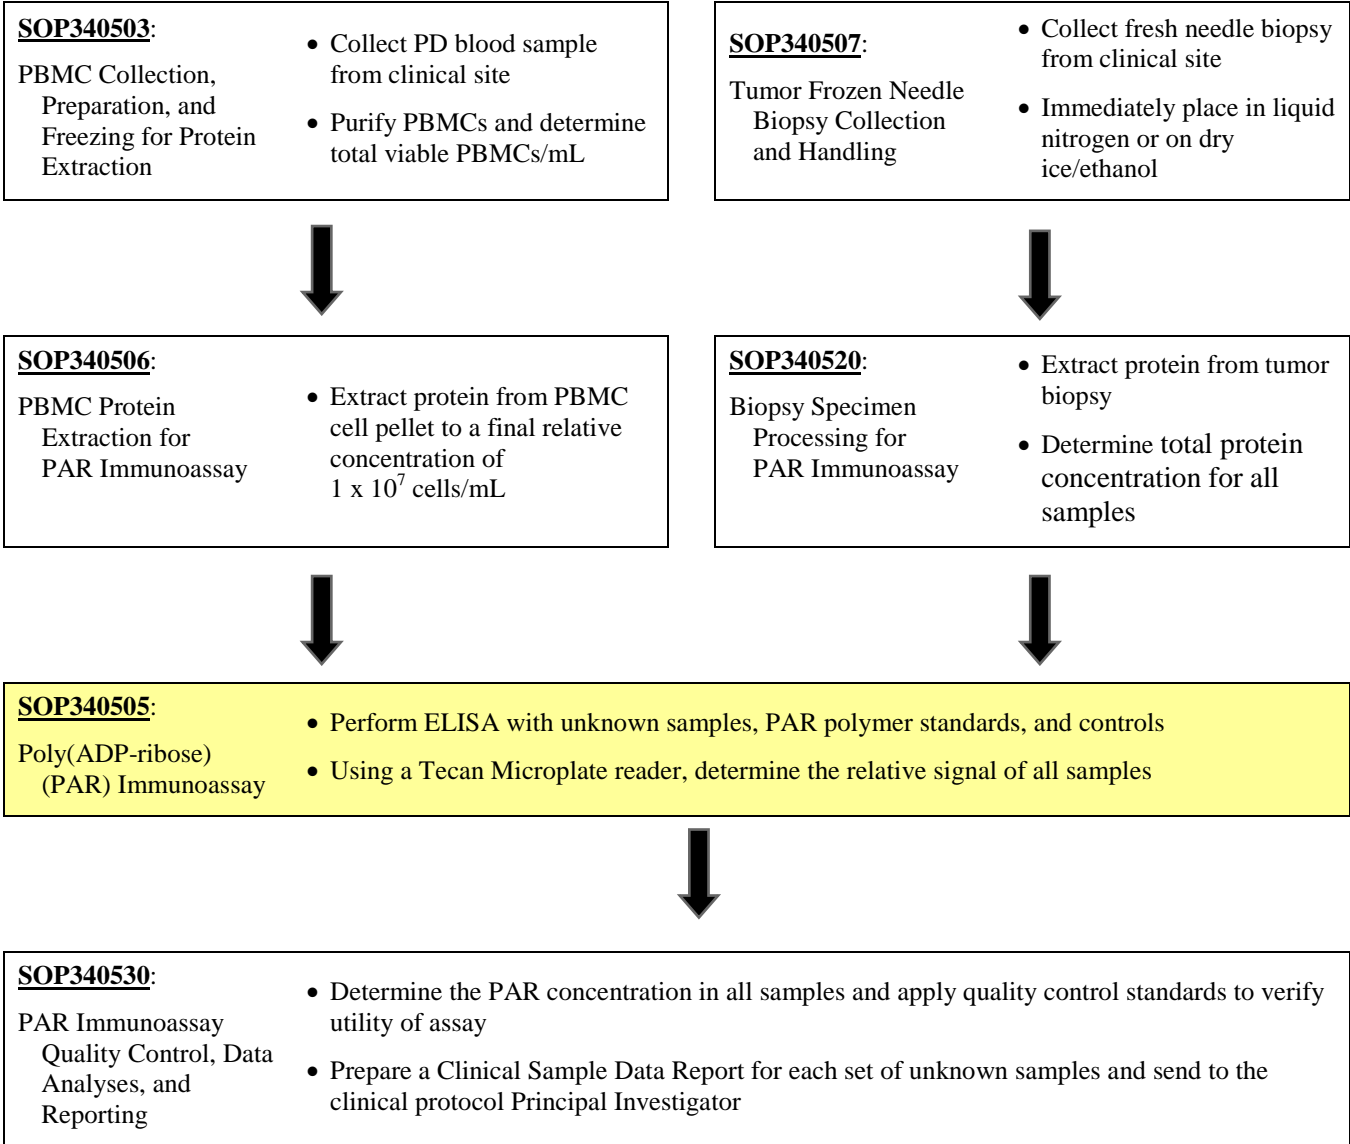 SOP340503:
PBMC Collection,
Preparation, and
Freezing for Protein
Extraction
• Collect PD blood sample
from clinical site
• Purify PBMCs and determine
total viable PBMCs/mL
SOP340507:
Tumor Frozen Needle
Biopsy Collection
and Handling
• Collect fresh needle biopsy
from clinical site
• Immediately place in liquid
nitrogen or on dry
ice/ethanol
SOP340506:
PBMC Protein
Extraction for
PAR Immunoassay
• Extract protein from PBMC
cell pellet to a final relative
concentration of
1 x 10⁷ cells/mL
SOP340520:
Biopsy Specimen
Processing for
PAR Immunoassay
• Extract protein from tumor
biopsy
• Determine total protein
concentration for all
samples
SOP340505:
Poly(ADP-ribose)
(PAR) Immunoassay
• Perform ELISA with unknown samples, PAR polymer standards, and controls
• Using a Tecan Microplate reader, determine the relative signal of all samples
SOP340530:
PAR Immunoassay
Quality Control, Data
Analyses, and
Reporting
• Determine the PAR concentration in all samples and apply quality control standards to verify
utility of assay
• Prepare a Clinical Sample Data Report for each set of unknown samples and send to the
clinical protocol Principal Investigator